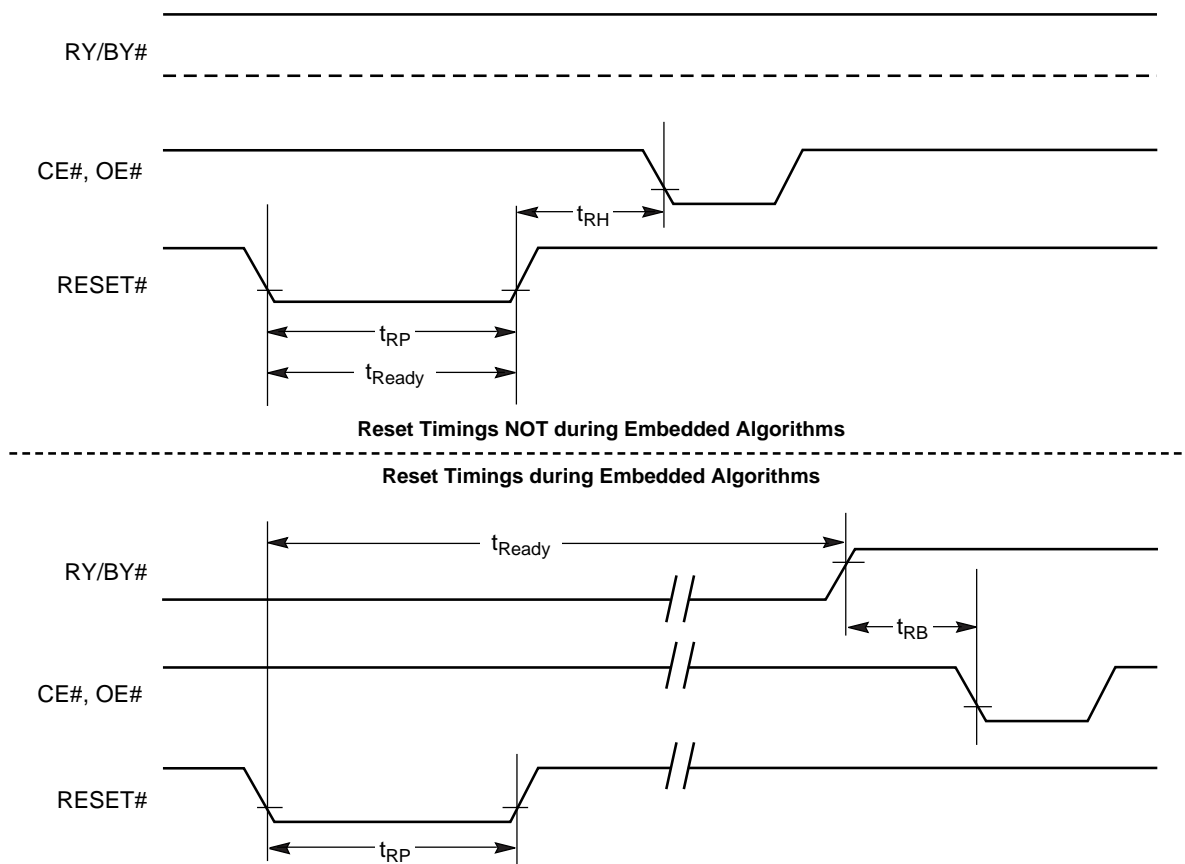 RY/BY#
CE#, OE#
tRH
RESET#
tRP
tReady
Reset Timings NOT during Embedded Algorithms
Reset Timings during Embedded Algorithms
tReady
RY/BY#
tRB
CE#, OE#
RESET#
tRP